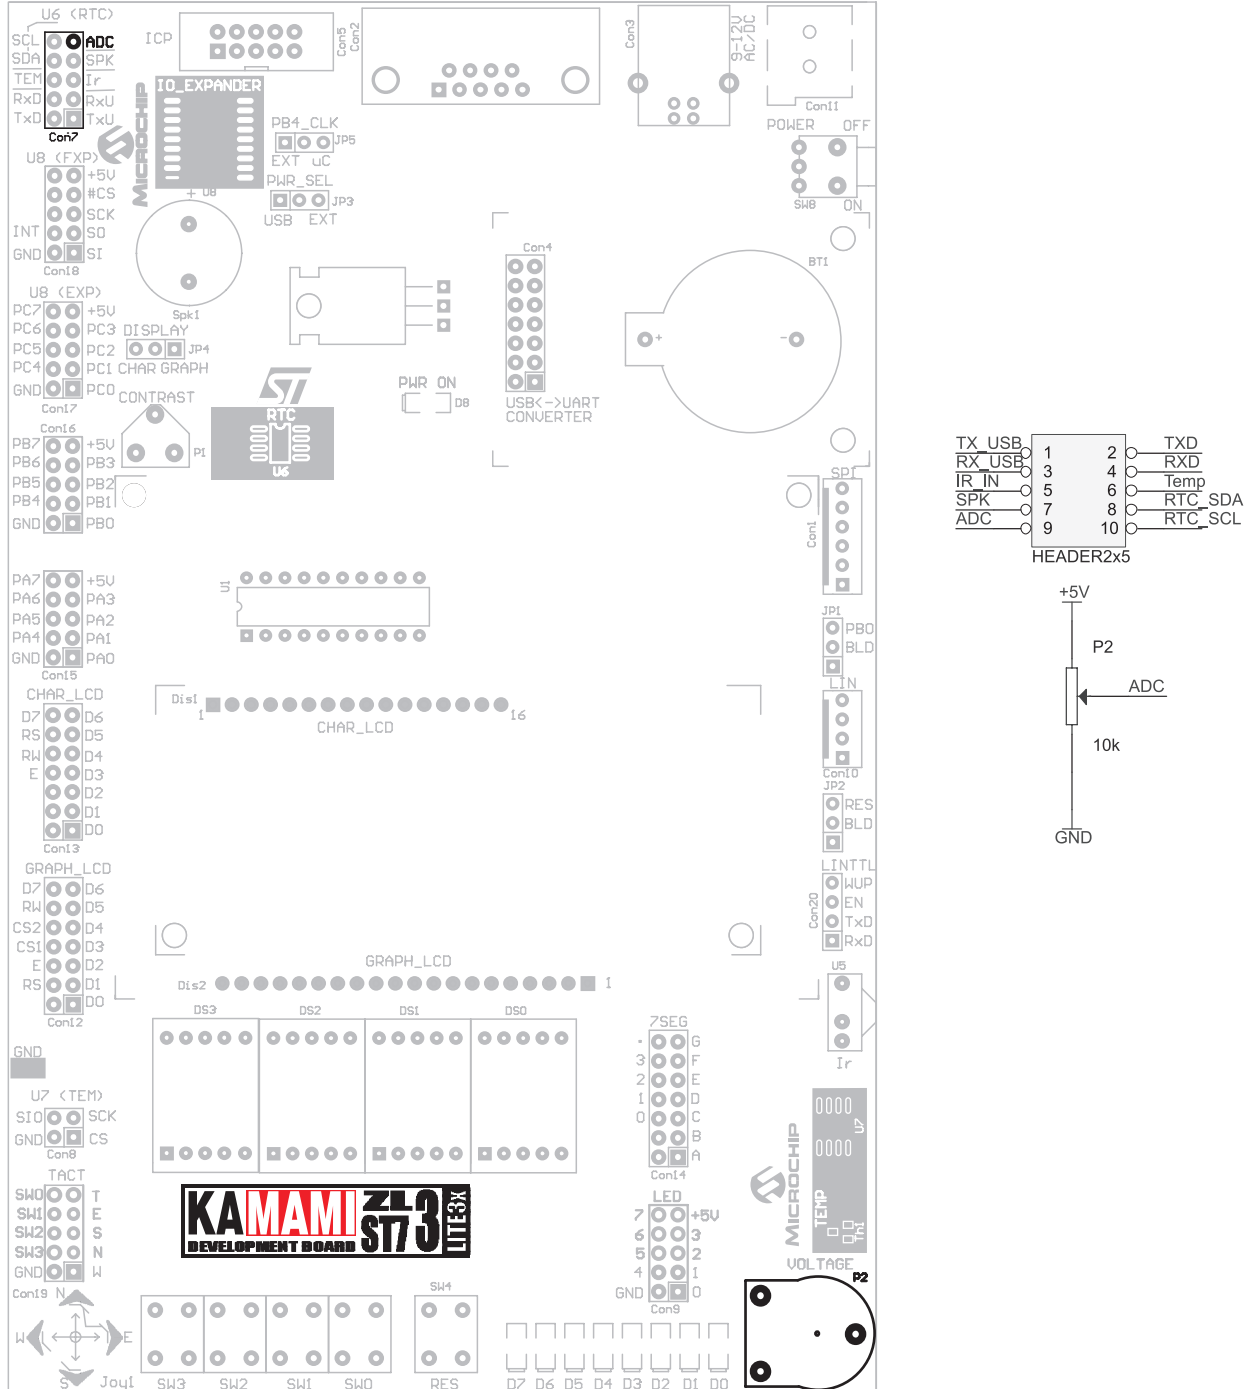 U6 (RTC)
SCL ADC
SDA SPK
TEM Ir
RxD RxU
TxD TxU
Con7
ICP
Con5
Con2
Con3
9-12V
AC/DC
Con11
POWER OFF
SW8 ON
IO_EXPANDER
MICROCHIP
+ U8
PB4_CLK
JP5
EXT uC
PWR_SEL
JP3
USB EXT
U8 (EXP)
+5V
#CS
SCK
INT SO
GND SI
Con18
Spk1
Con4
USB<->UART
CONVERTER
BT1
+ -
U8 (EXP)
PC7 +5V
PC6 PC3
PC5 PC2
PC4 PC1
GND PC0
Con17
DISPLAY
JP4
CHAR GRAPH
CONTRAST
P1
ST
RTC
U6
PWR ON
D8
Con16
PB7 +5V
PB6 PB3
PB5 PB2
PB4 PB1
GND PB0
SPI
Con1
PA7 +5V
PA6 PA3
PA5 PA2
PA4 PA1
GND PA0
Con15
U1
JP1
PB0
BLD
LIN
Con10
CHAR_LCD
D7 D6
RS D5
RW D4
E D3
D2
D1
D0
Con13
Dis1
1 16
CHAR_LCD
JP2
RES
BLD
GRAPH_LCD
D7 D6
RW D5
CS2 D4
CS1 D3
E D2
RS D1
D0
Con12
LINTTL
Con20
WUP
EN
TxD
RxD
GRAPH_LCD
Dis2 1
U5
Ir
DS3 DS2 DS1 DS0
7SEG
. G
3 F
2 E
1 D
0 C
B
A
Con14
GND
U7 (TEM)
SIO SCK
GND CS
Con8
TACT
SW0 T
SW1 E
SW2 S
SW3 N
GND W
Con19
KAMAMI
DEVELOPMENT BOARD
ZL
3
ST7
LITE3X
LED
7 +5V
6 3
5 2
4 1
GND 0
Con9
MICROCHIP
TEMP
U7
Th1
VOLTAGE
P2
N
W E
S Joy1
SW3 SW2 SW1 SW0
SW4
RES
D7 D6 D5 D4 D3 D2 D1 D0
TX_USB 1 2 TXD
RX_USB 3 4 RXD
IR_IN 5 6 Temp
SPK 7 8 RTC_SDA
ADC 9 10 RTC_SCL
HEADER2x5
+5V
P2
ADC
10k
GND